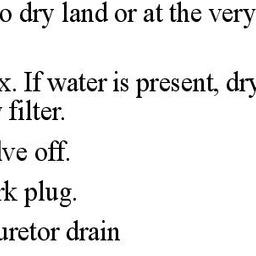 o dry land or at the very
x. If water is present, dry
filter.
lve off.
rk plug.
uretor drain